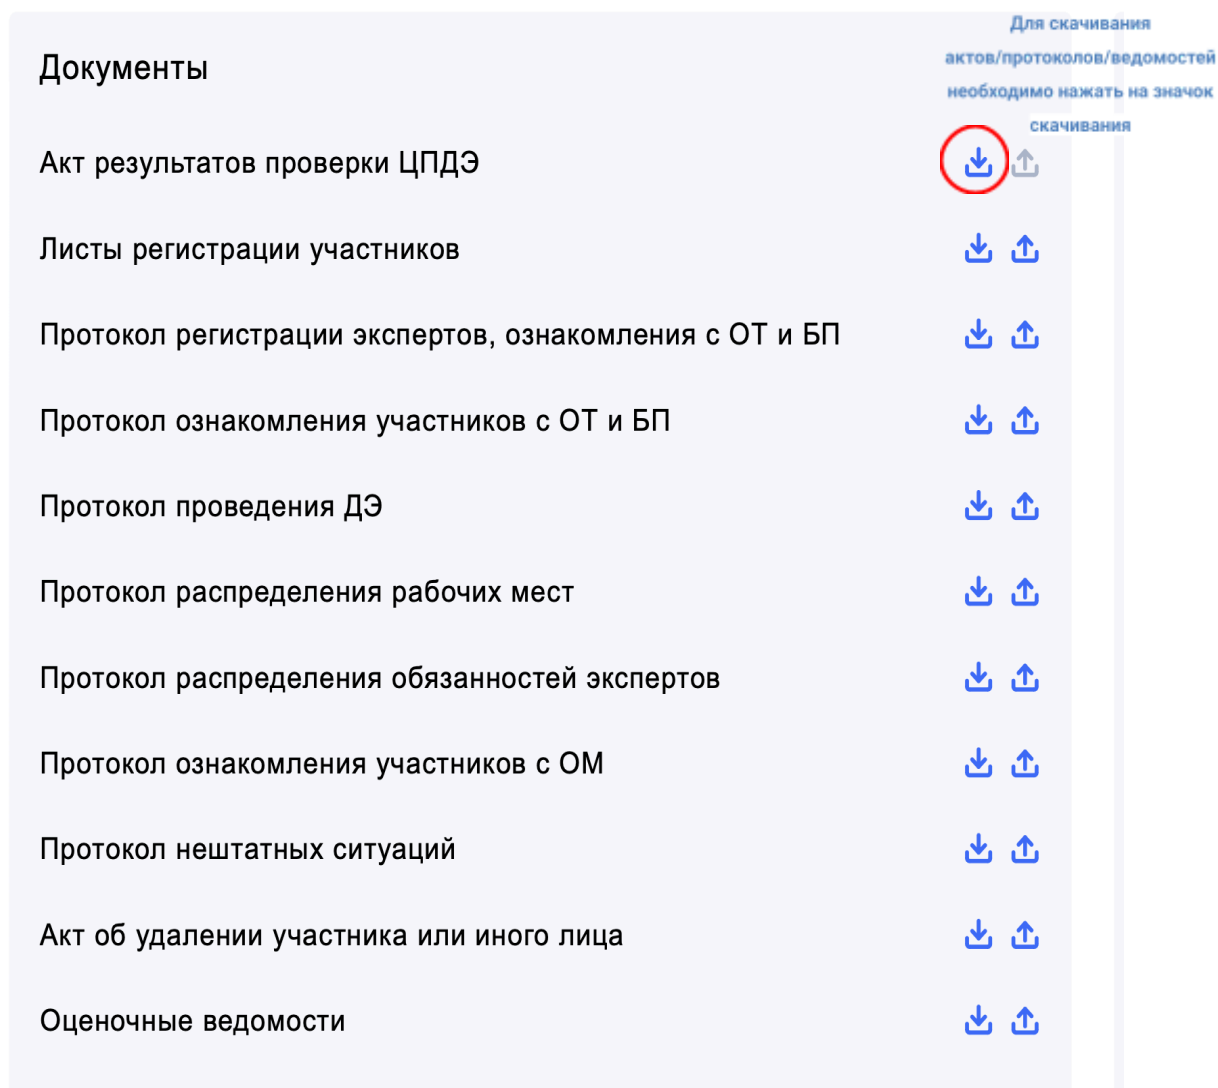 Для скачивания
актов/протоколов/ведомостей
необходимо нажать на значок
скачивания
Документы
Акт результатов проверки ЦПДЭ
Листы регистрации участников
Протокол регистрации экспертов, ознакомления с ОТ и БП
Протокол ознакомления участников с ОТ и БП
Протокол проведения ДЭ
Протокол распределения рабочих мест
Протокол распределения обязанностей экспертов
Протокол ознакомления участников с ОМ
Протокол нештатных ситуаций
Акт об удалении участника или иного лица
Оценочные ведомости